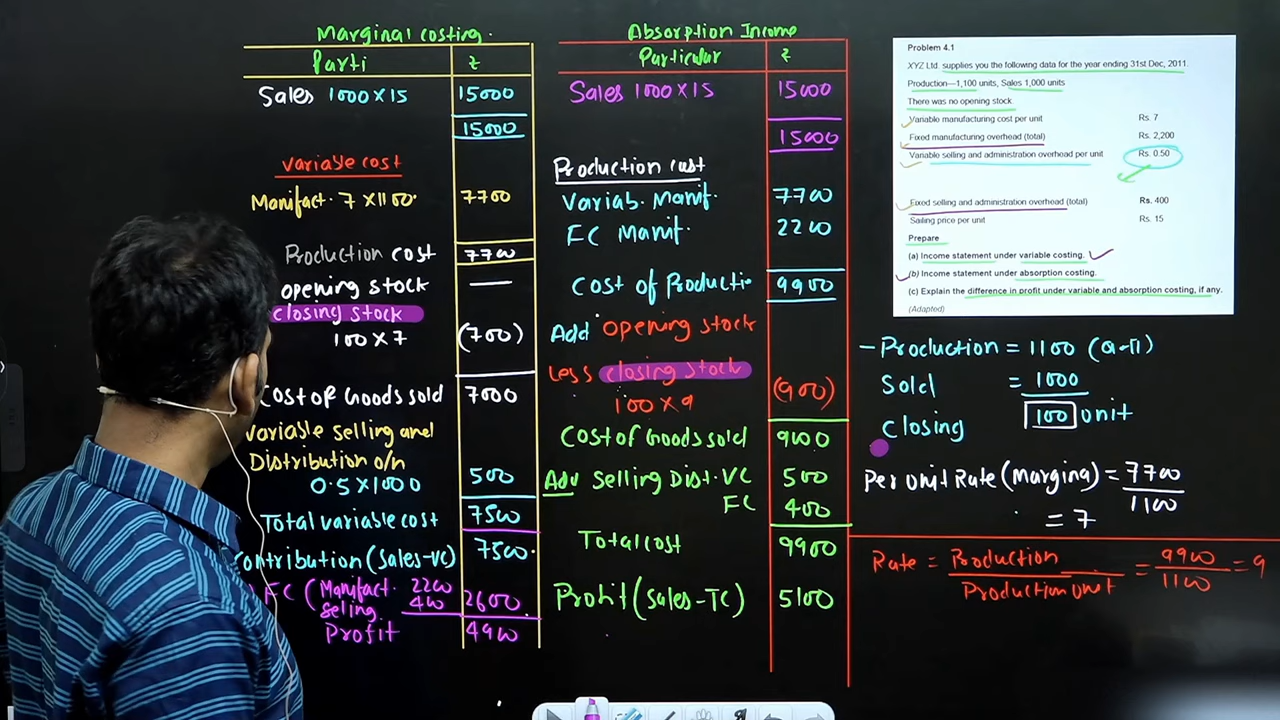 Marginal costing.
Parti ₹
Sales 1000 × 15 15000
15000
Variable cost
Manifact. 7 × 1100. 7700
Production cost 7700
opening stock —
closing stock
100 × 7 (700)
Cost of Goods sold 7000
Variable selling and
Distribution o/h
0.5 × 1000 500
Total variable cost 7500
Contribution (Sales-VC) 7500.
FC (Manifact. 2200
selling 400 2600.
Profit 4900
Absorption Income
Particular ₹
Sales 1000 × 15 15000
15000
Production cost
Variab. Manif. 7700
FC Manif. 2200
Cost of Productio 9900
Add opening stock
Less closing stock
100 × 9 (900)
Cost of Goods sold 9000
Add Selling Dist. VC 500
FC 400
Total cost 9900
Profit (Sales-TC) 5100
Problem 4.1
XYZ Ltd. supplies you the following data for the year ending 31st Dec, 2011.
Production—1,100 units, Sales 1,000 units
There was no opening stock.
Variable manufacturing cost per unit Rs. 7
Fixed manufacturing overhead (total) Rs. 2,200
Variable selling and administration overhead per unit Rs. 0.50
Fixed selling and administration overhead (total) Rs. 400
Selling price per unit Rs. 15
Prepare
(a) Income statement under variable costing.
(b) Income statement under absorption costing.
(c) Explain the difference in profit under variable and absorption costing, if any.
(Adapted)
- Production = 1100 (a-n)
Sold = 1000
Closing 100 unit
Per unit Rate (Margina) = 7700/1100
= 7
Rate = Production/Production unit = 9900/1100 = 9